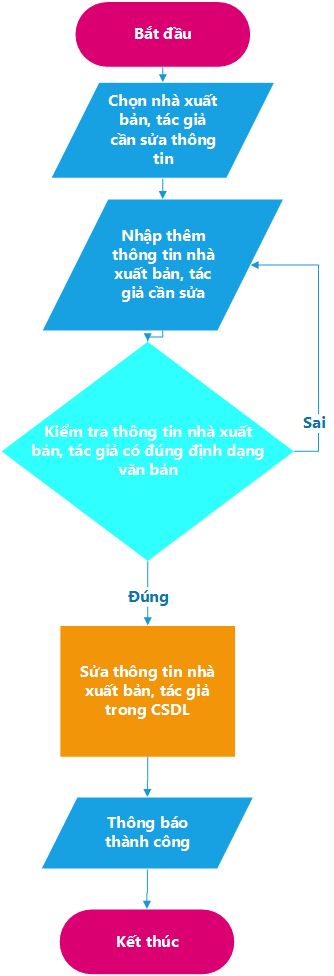 Bắt đầu
Chọn nhà xuất
bản, tác giả
cần sửa thông
tin
Nhập thêm
thông tin nhà
xuất bản, tác
giả cần sửa
Kiểm tra thông tin nhà xuất
bản, tác giả có đúng định dạng
văn bản
Sai
Đúng
Sửa thông tin nhà
xuất bản, tác giả
trong CSDL
Thông báo
thành công
Kết thúc